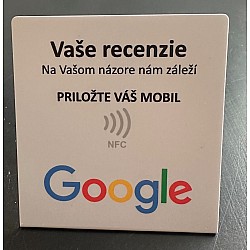 Vaše recenzie
Na Vašom názore nám záleží
PRILOŽTE VÁŠ MOBIL
NFC
Google